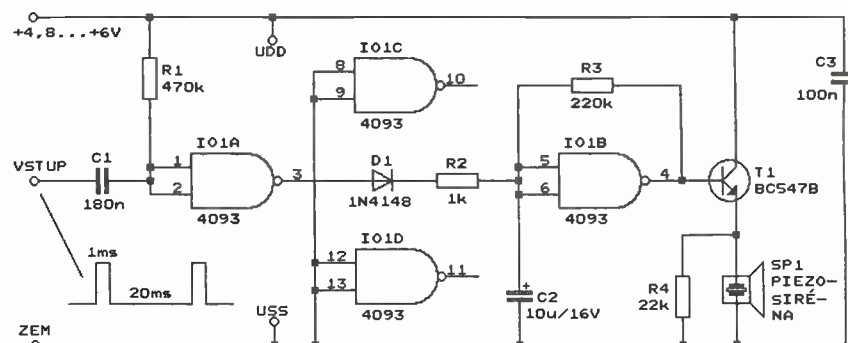 +4,8...+6V
UDD
R1
470k
VSTUP
C1
180n
1ms
20ms
ZEM
USS
IO1A
1
2
3
4093
IO1C
8
9
10
4093
D1
1N4148
R2
1k
IO1D
12
13
11
4093
R3
220k
IO1B
5
6
4
4093
C2
+
10u/16V
T1
BC547B
R4
22k
SP1
PIEZO-
SIRÉ-
NA
C3
100n